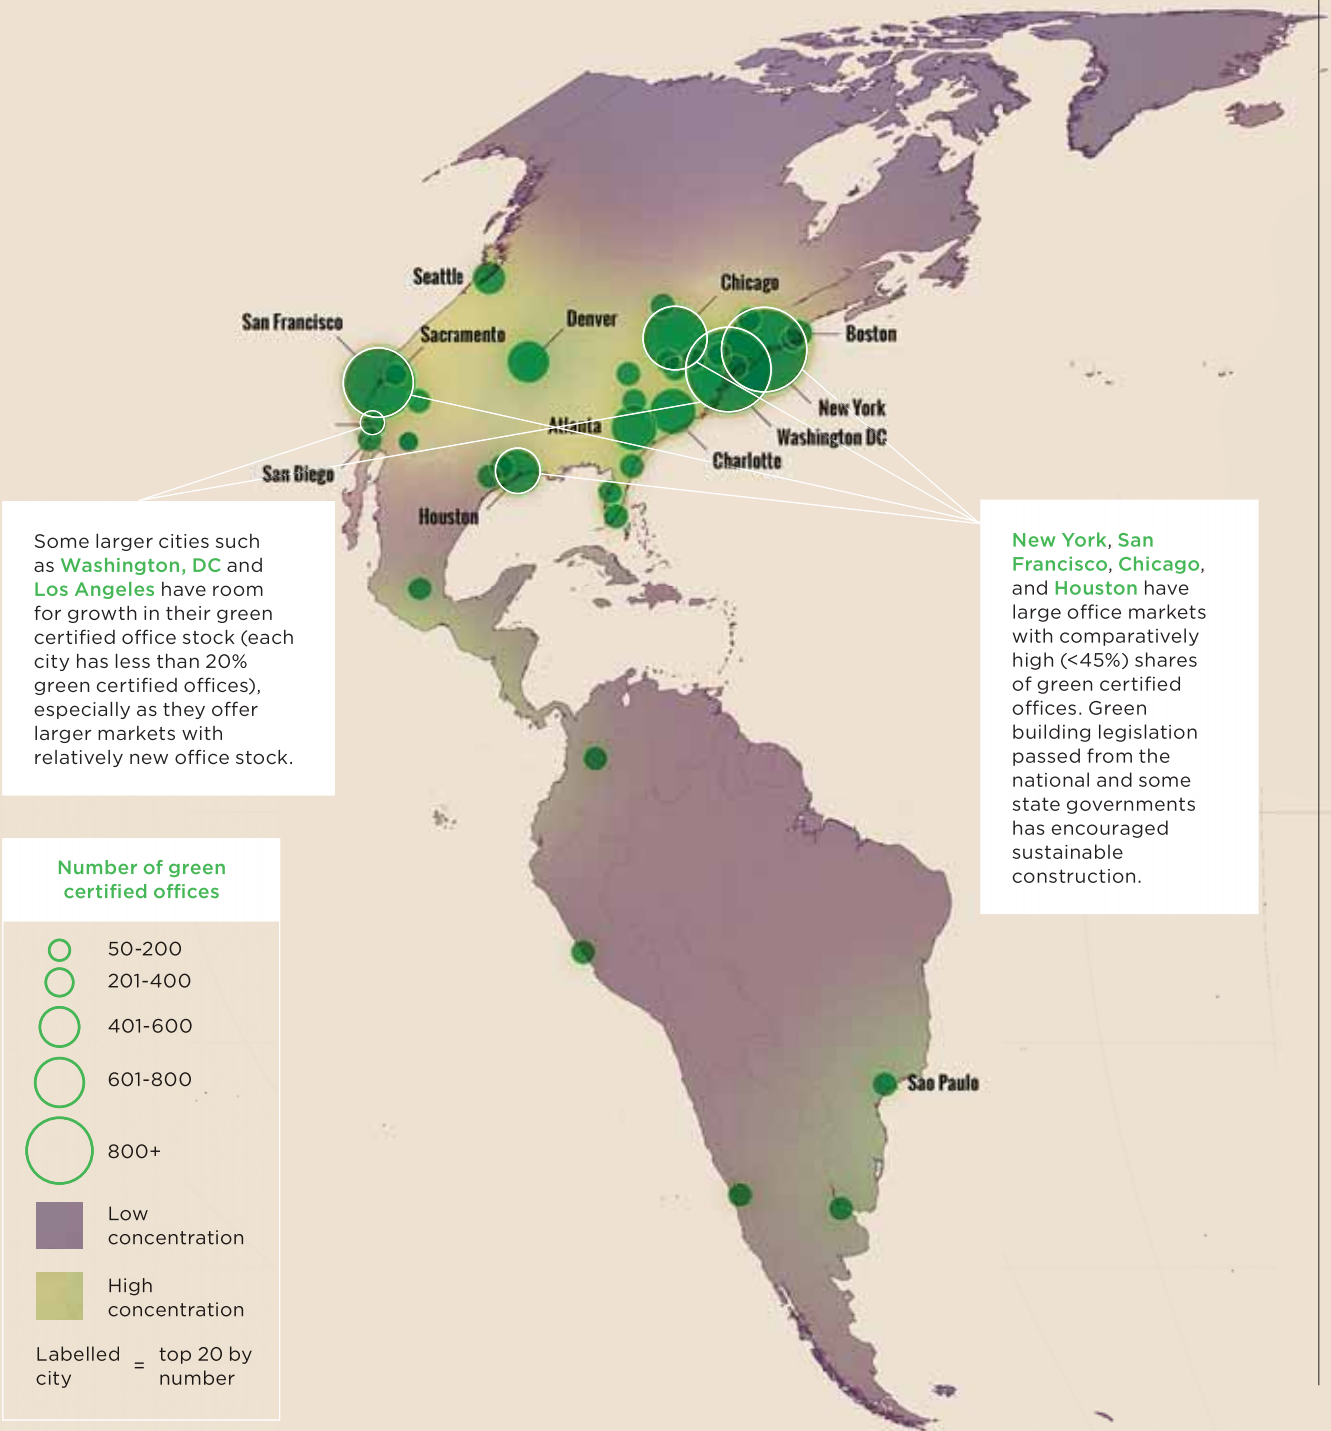 Chicago
Seattle
Denver
San Francisco
Sacramento
Boston
New York
Atlanta
Washington DC
Charlotte
San Diego
Houston
Some larger cities such
as Washington, DC and
Los Angeles have room
for growth in their green
certified office stock (each
city has less than 20%
green certified offices),
especially as they offer
larger markets with
relatively new office stock.
New York, San
Francisco, Chicago,
and Houston have
large office markets
with comparatively
high (<45%) shares
of green certified
offices. Green
building legislation
passed from the
national and some
state governments
has encouraged
sustainable
construction.
Number of green
certified offices
50-200
201-400
401-600
601-800
800+
Low
concentration
High
concentration
Labelled city = top 20 by number
Sao Paulo